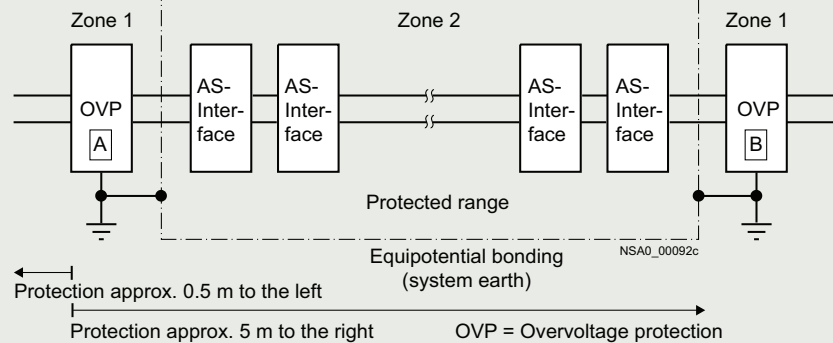 Zone 1
Zone 2
Zone 1
OVP
A
AS-
Inter-
face
AS-
Inter-
face
AS-
Inter-
face
AS-
Inter-
face
OVP
B
Protected range
Equipotential bonding
(system earth)
NSA0_00092c
Protection approx. 0.5 m to the left
Protection approx. 5 m to the right
OVP = Overvoltage protection